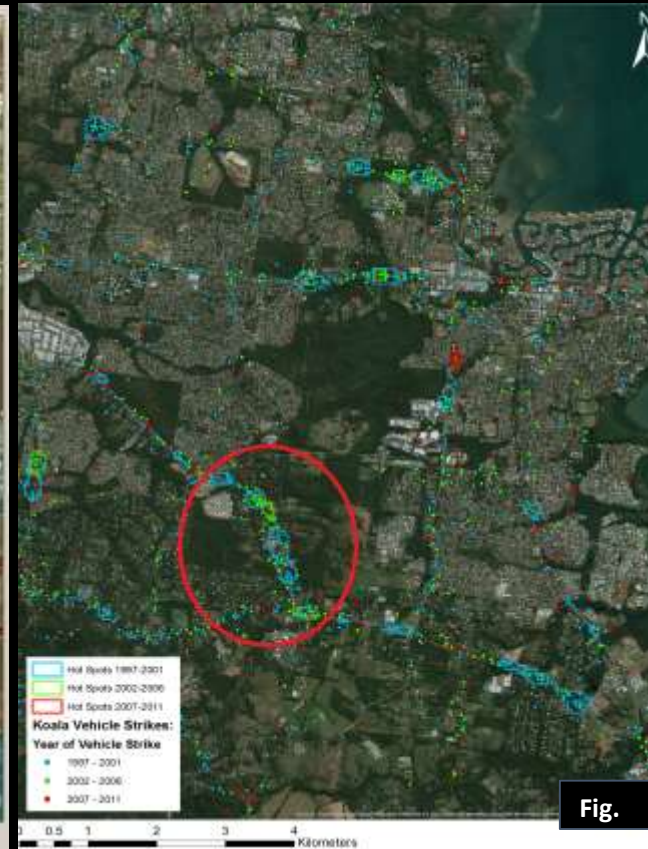 Hot Spots 1997-2001
Hot Spots 2002-2006
Hot Spots 2007-2011
Koala Vehicle Strikes:
Year of Vehicle Strike
1997 - 2001
2002 - 2006
2007 - 2011
0 0.5 1 2 3 4
Kilometers
Fig.